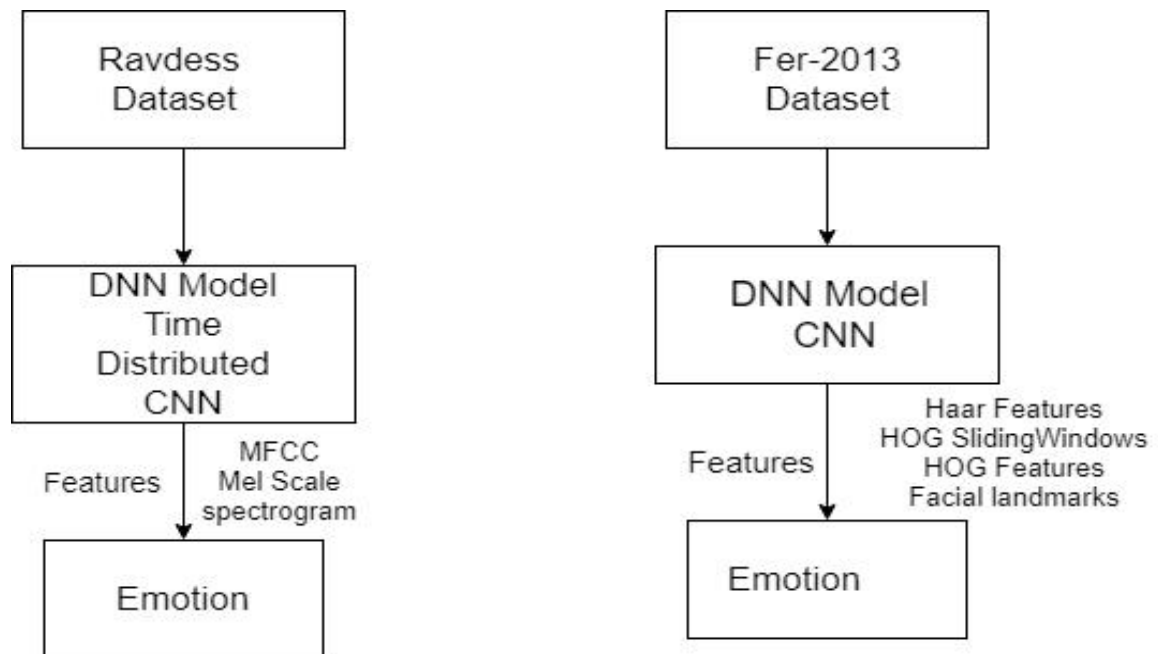 Ravdess
Dataset
DNN Model
Time
Distributed
CNN
Features
MFCC
Mel Scale
spectrogram
Emotion
Fer-2013
Dataset
DNN Model
CNN
Features
Haar Features
HOG SlidingWindows
HOG Features
Facial landmarks
Emotion